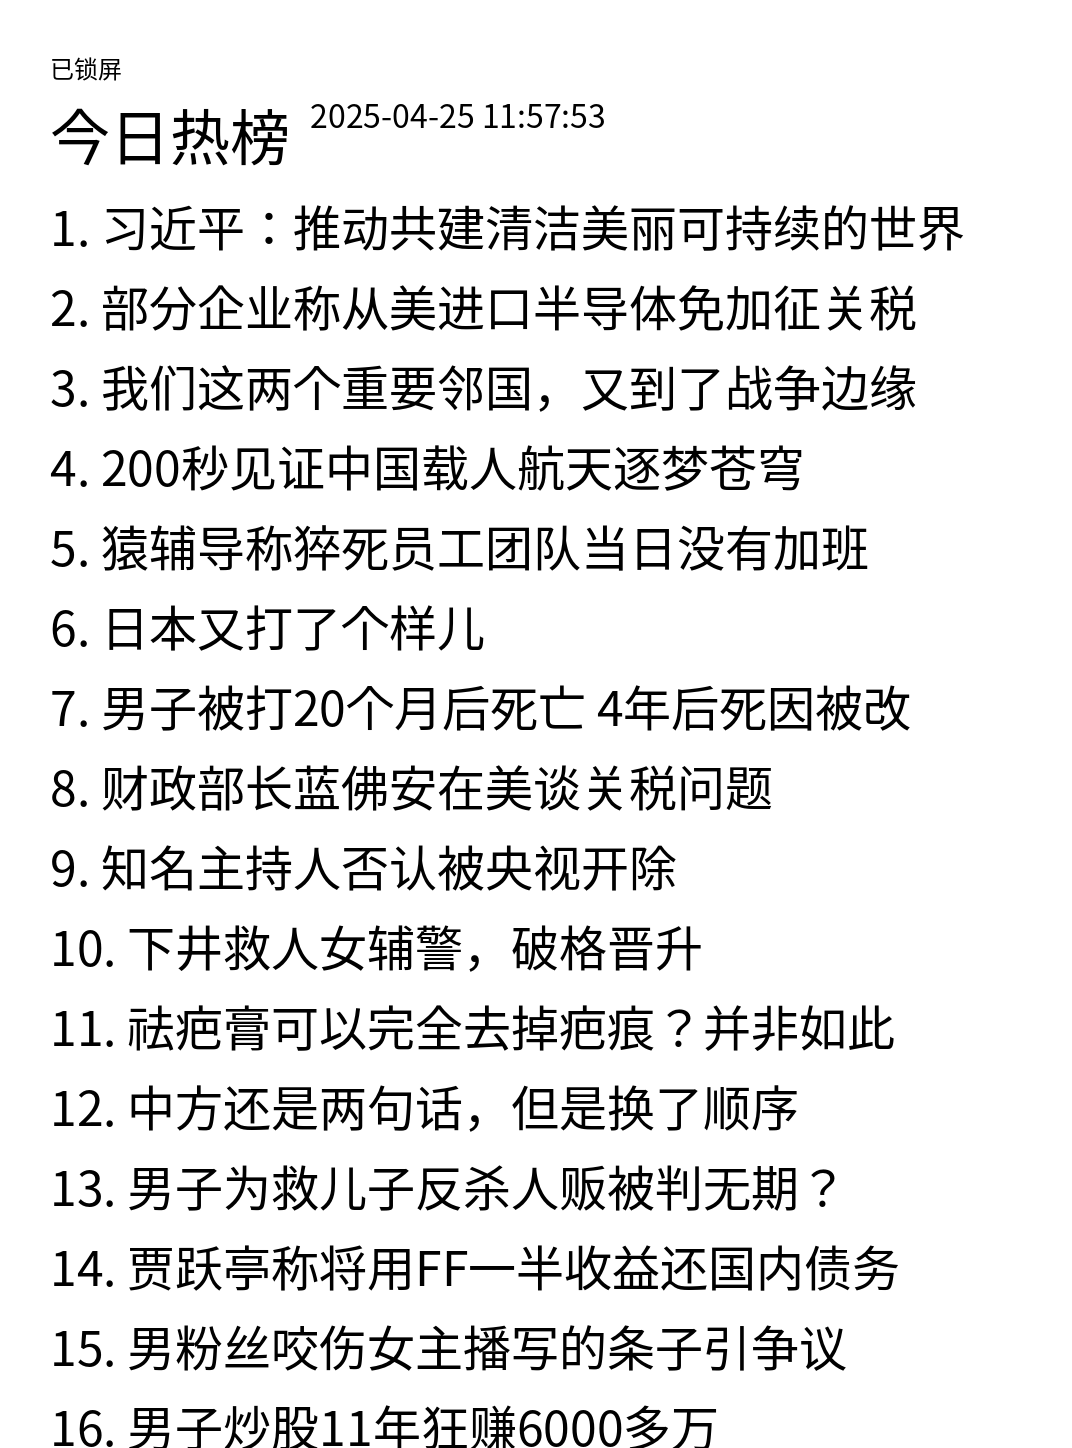 已锁屏
今日热榜 2025-04-25 11:57:53
1. 习近平：推动共建清洁美丽可持续的世界
2. 部分企业称从美进口半导体免加征关税
3. 我们这两个重要邻国，又到了战争边缘
4. 200秒见证中国载人航天逐梦苍穹
5. 猿辅导称猝死员工团队当日没有加班
6. 日本又打了个样儿
7. 男子被打20个月后死亡 4年后死因被改
8. 财政部长蓝佛安在美谈关税问题
9. 知名主持人否认被央视开除
10. 下井救人女辅警，破格晋升
11. 祛疤膏可以完全去掉疤痕？并非如此
12. 中方还是两句话，但是换了顺序
13. 男子为救儿子反杀人贩被判无期？
14. 贾跃亭称将用FF一半收益还国内债务
15. 男粉丝咬伤女主播写的条子引争议
16. 男子炒股11年狂赚6000多万